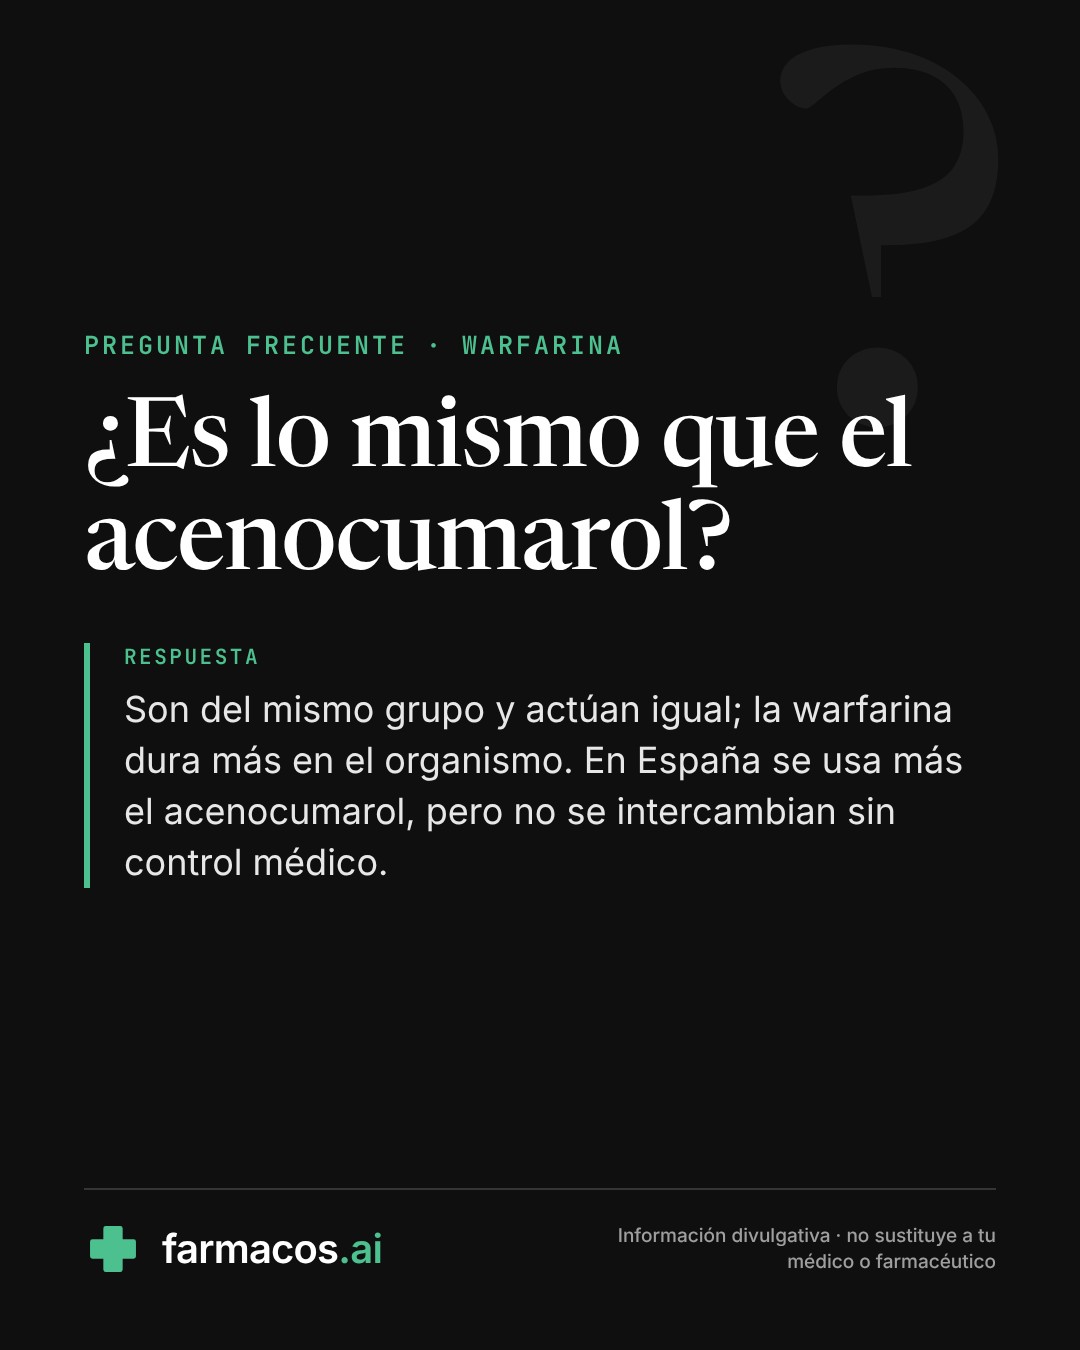 PREGUNTA FRECUENTE · WARFARINA
¿Es lo mismo que el
acenocumarol?
RESPUESTA
Son del mismo grupo y actúan igual; la warfarina
dura más en el organismo. En España se usa más
el acenocumarol, pero no se intercambian sin
control médico.
farmacos.ai
Información divulgativa · no sustituye a tu
médico o farmacéutico